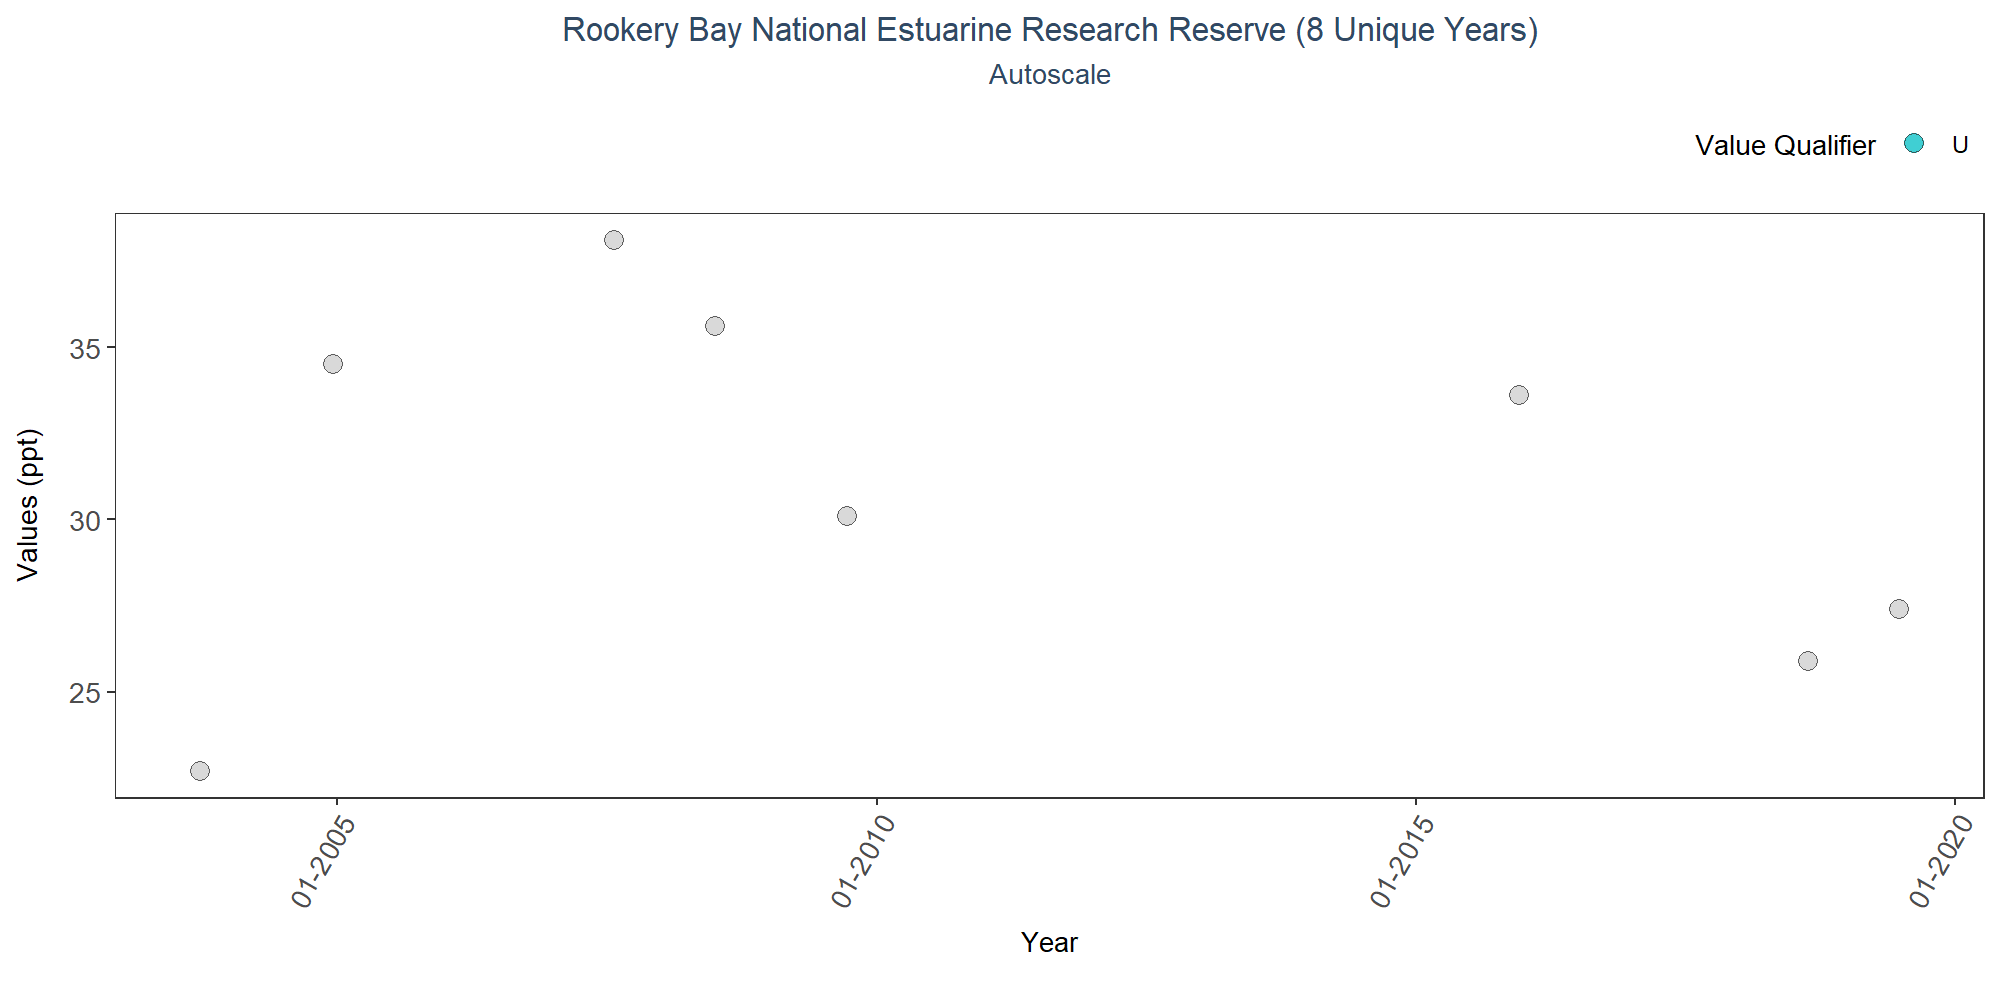 Rookery Bay National Estuarine Research Reserve (8 Unique Years)
Autoscale
Value Qualifier U
Values (ppt)
35
30
25
01-2005
01-2010
01-2015
01-2020
Year